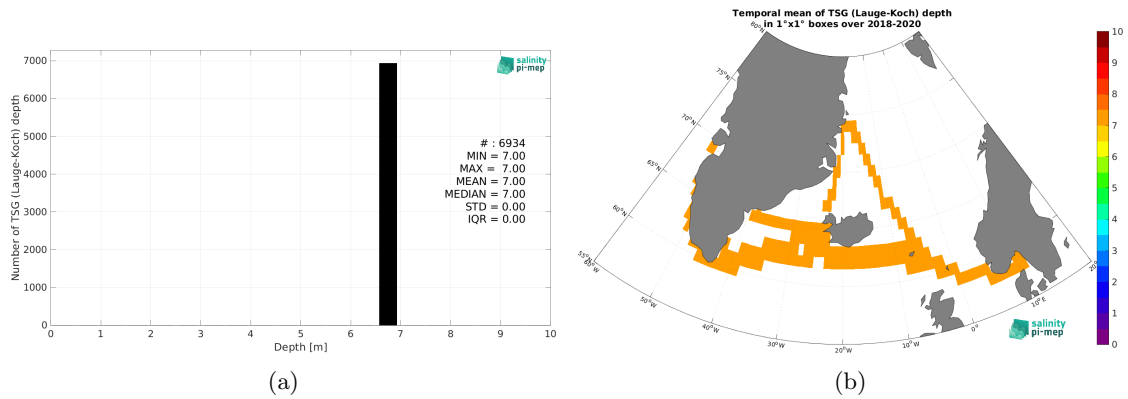 Number of TSG (Lauge-Koch) depth
7000
6000
5000
4000
3000
2000
1000
0
0 1 2 3 4 5 6 7 8 9 10
Depth [m]
salinity
pi-mep
# : 6934
MIN = 7.00
MAX = 7.00
MEAN = 7.00
MEDIAN = 7.00
STD = 0.00
IQR = 0.00
(a)
Temporal mean of TSG (Lauge-Koch) depth
in 1°x1° boxes over 2018-2020
80°N
75°N
70°N
65°N
60°N
55°N
60°W
50°W
40°W
30°W
20°W
10°W
0°
10°E
salinity
pi-mep
10
9
8
7
6
5
4
3
2
1
0
(b)